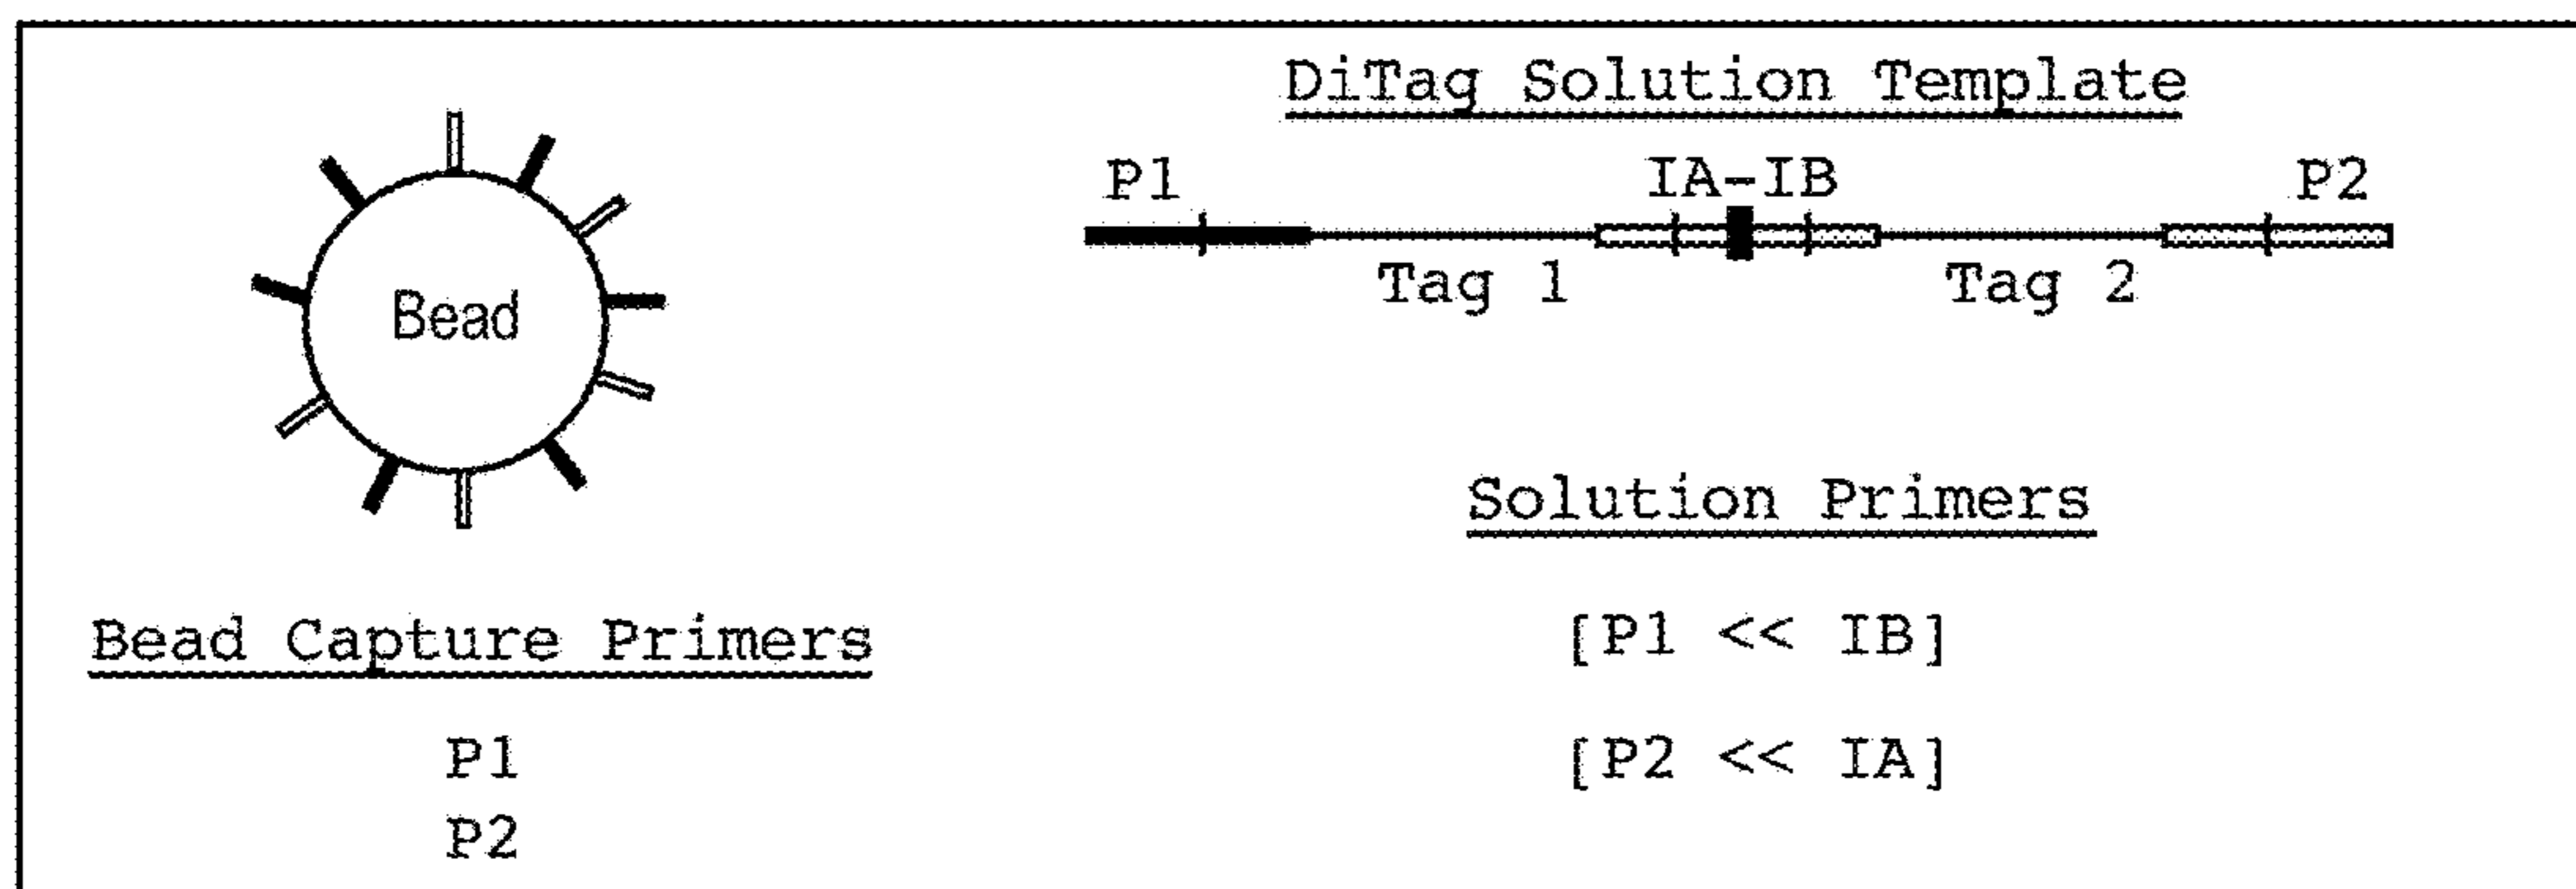 DiTag Solution Template
P1
IA-IB
P2
Tag 1
Tag 2
Bead
Solution Primers
[P1 << IB]
[P2 << IA]
Bead Capture Primers
P1
P2